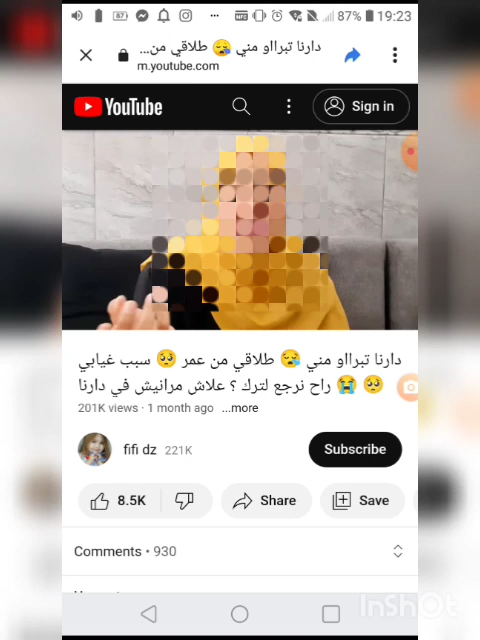 87% 19:23
دارنا تبرااو مني 😪 طلاقي من...
m.youtube.com
YouTube
Sign in
دارنا تبرااو مني 😪 طلاقي من عمر 🥺 سبب غيابي
🥺 😭 راح نرجع لترك ؟ علاش مرانيش في دارنا
201K views · 1 month ago ...more
fifi dz 221K
Subscribe
8.5K
Share
Save
Comments • 930
InShOt